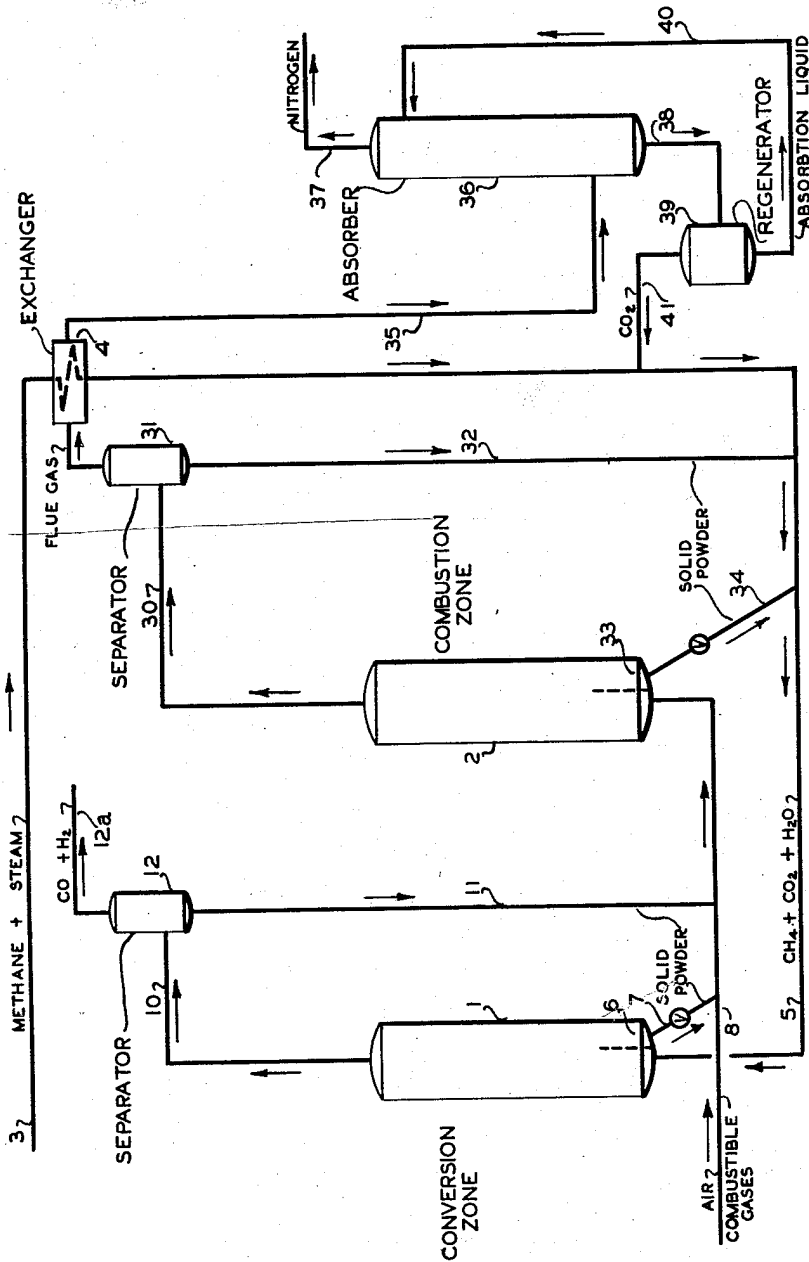 3
METHANE + STEAM
EXCHANGER
4
FLUE GAS
SEPARATOR
31
30
32
35
CO + H2
12a
12
SEPARATOR
10
11
NITROGEN
37
ABSORBER
36
38
39
40
REGENERATOR
CO2
41
ABSORBTION LIQUID
COMBUSTION
ZONE
2
33
SOLID
POWDER
34
CONVERSION
ZONE
1
6
7
SOLID
POWDER
8
AIR
COMBUSTIBLE
GASES
5
CH4 + CO2 + H2O
V
V